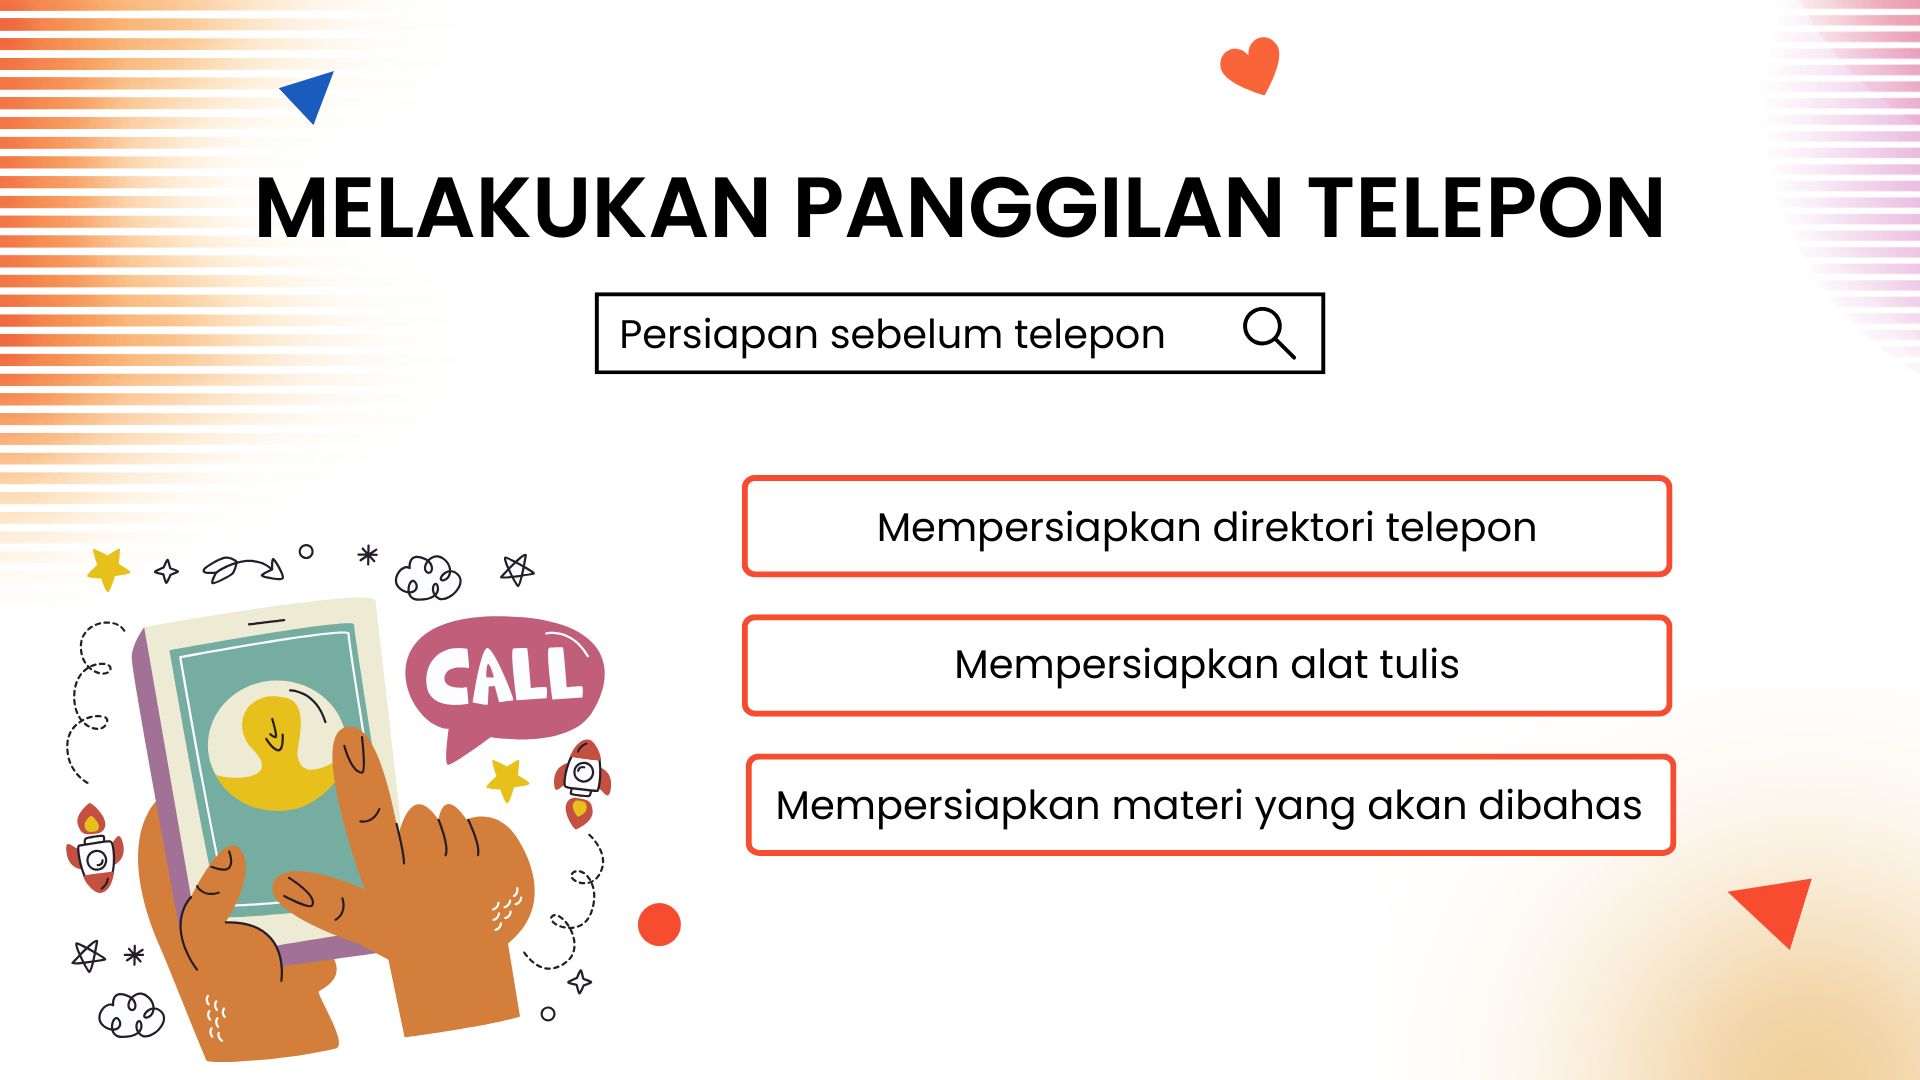 MELAKUKAN PANGGILAN TELEPON
Persiapan sebelum telepon
Mempersiapkan direktori telepon
Mempersiapkan alat tulis
Mempersiapkan materi yang akan dibahas
CALL